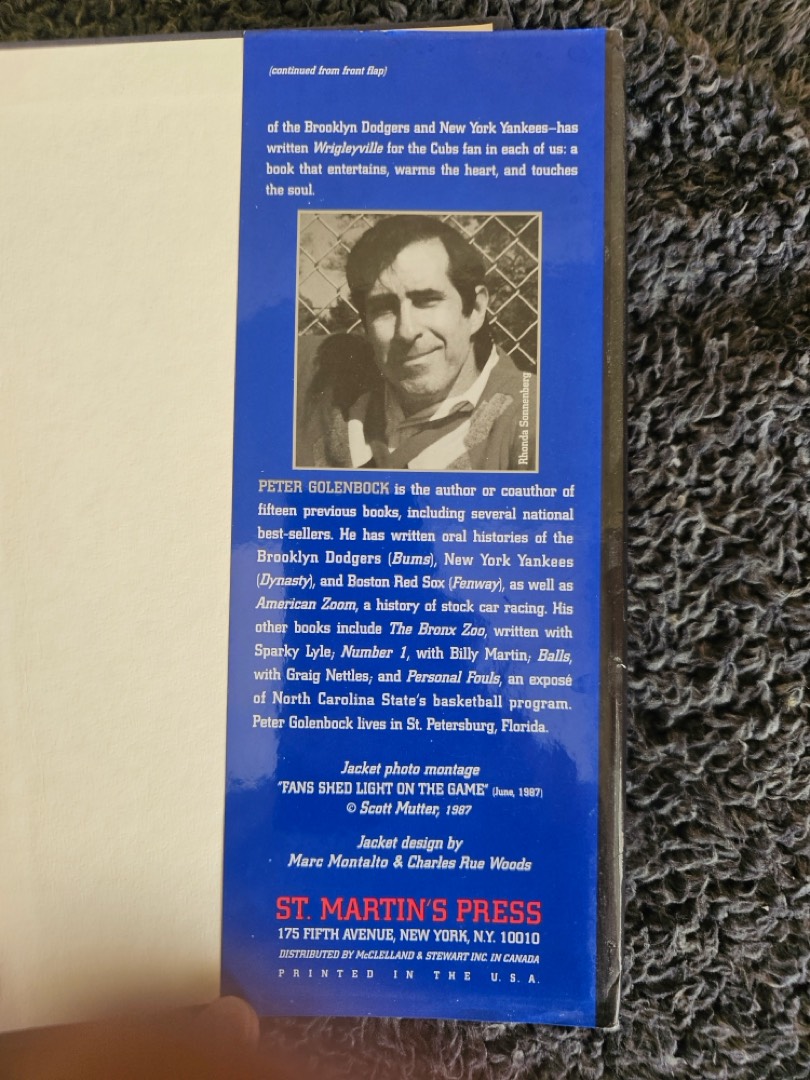 (continued from front flap)
of the Brooklyn Dodgers and New York Yankees—has
written Wrigleyville for the Cubs fan in each of us: a
book that entertains, warms the heart, and touches
the soul.
Rhonda Sonnenberg
PETER GOLENBOCK is the author or coauthor of
fifteen previous books, including several national
best-sellers. He has written oral histories of the
Brooklyn Dodgers (Bums), New York Yankees
(Dynasty), and Boston Red Sox (Fenway), as well as
American Zoom, a history of stock car racing. His
other books include The Bronx Zoo, written with
Sparky Lyle; Number 1, with Billy Martin; Balls,
with Graig Nettles; and Personal Fouls, an exposé
of North Carolina State's basketball program.
Peter Golenbock lives in St. Petersburg, Florida.
Jacket photo montage
"FANS SHED LIGHT ON THE GAME" (June, 1987)
© Scott Mutter, 1987
Jacket design by
Marc Montalto & Charles Rue Woods
ST. MARTIN'S PRESS
175 FIFTH AVENUE, NEW YORK, N.Y. 10010
DISTRIBUTED BY McCLELLAND & STEWART INC. IN CANADA
PRINTED IN THE U.S.A.